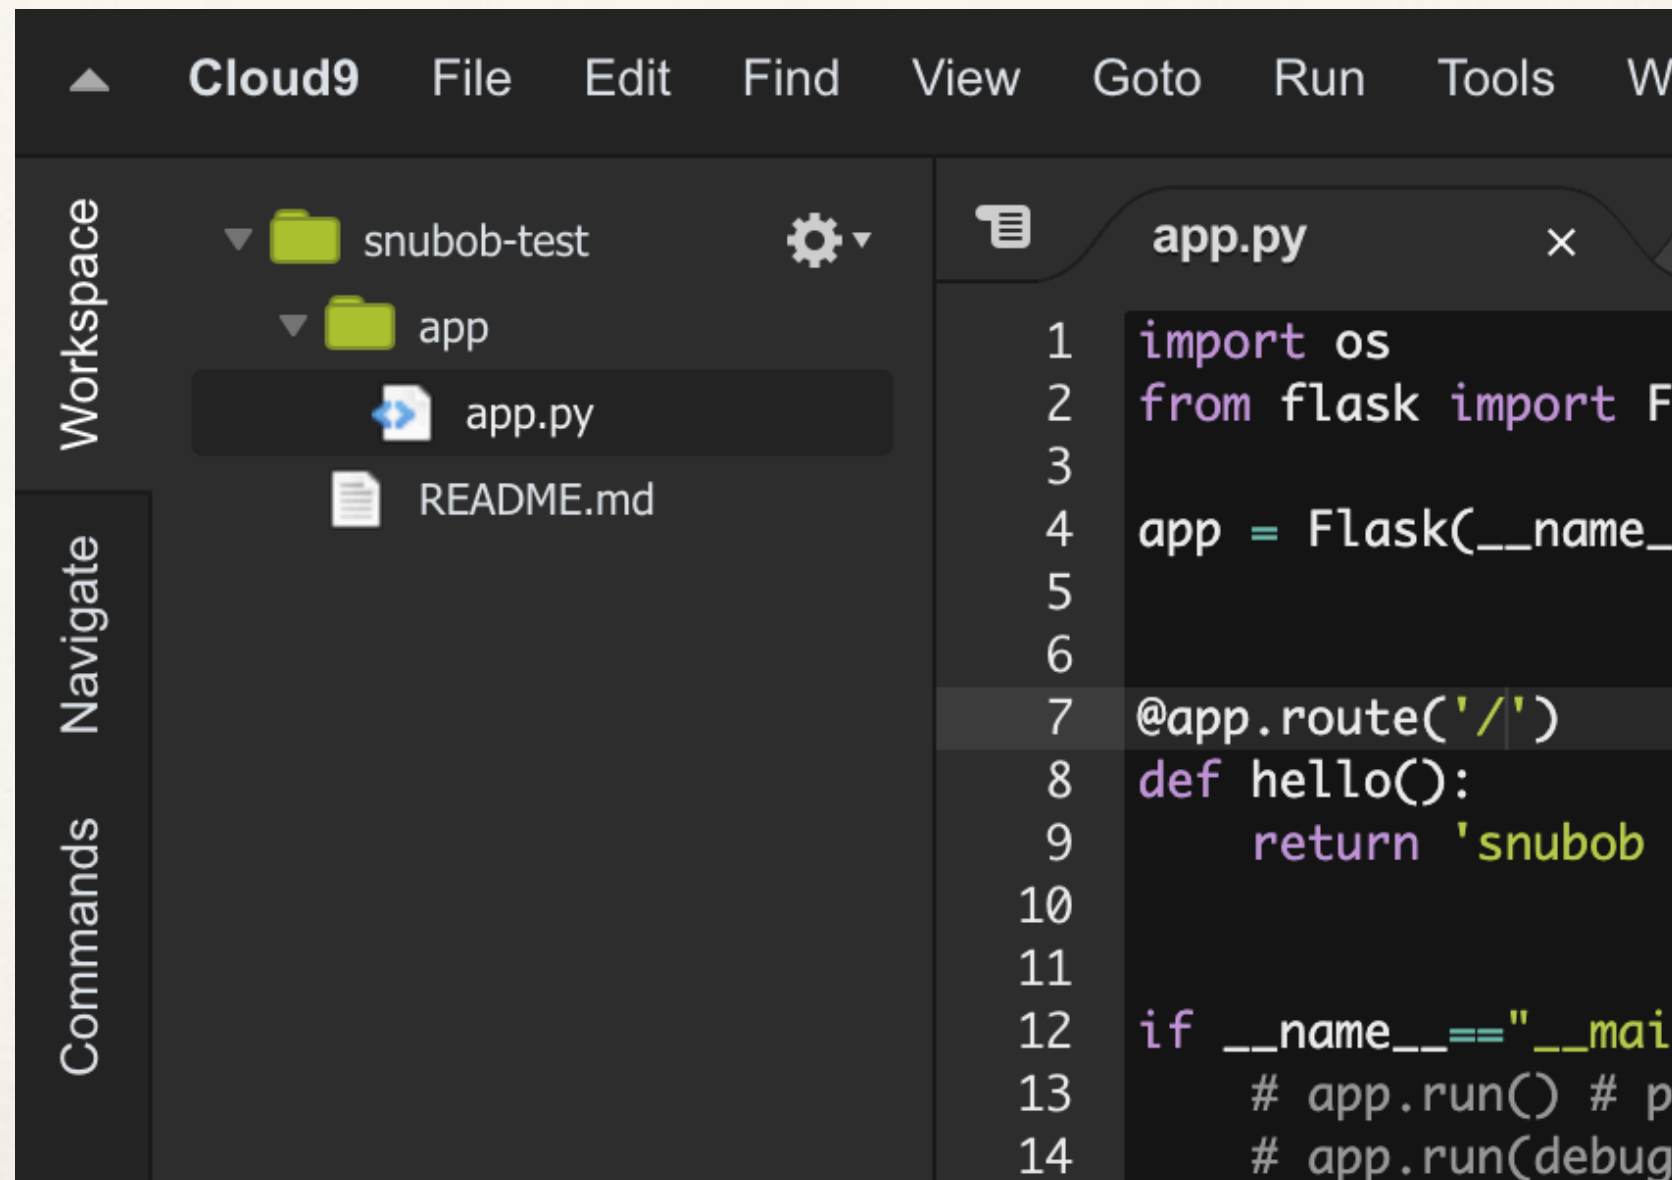 Cloud9 File Edit Find View Goto Run Tools
Workspace
Navigate
Commands
snubob-test
app
app.py
README.md
app.py
1 import os
2 from flask import F
3
4 app = Flask(__name_
5
6
7 @app.route('/')
8 def hello():
9     return 'snubob
10
11
12 if __name__=="__mai
13     # app.run() # p
14     # app.run(debug